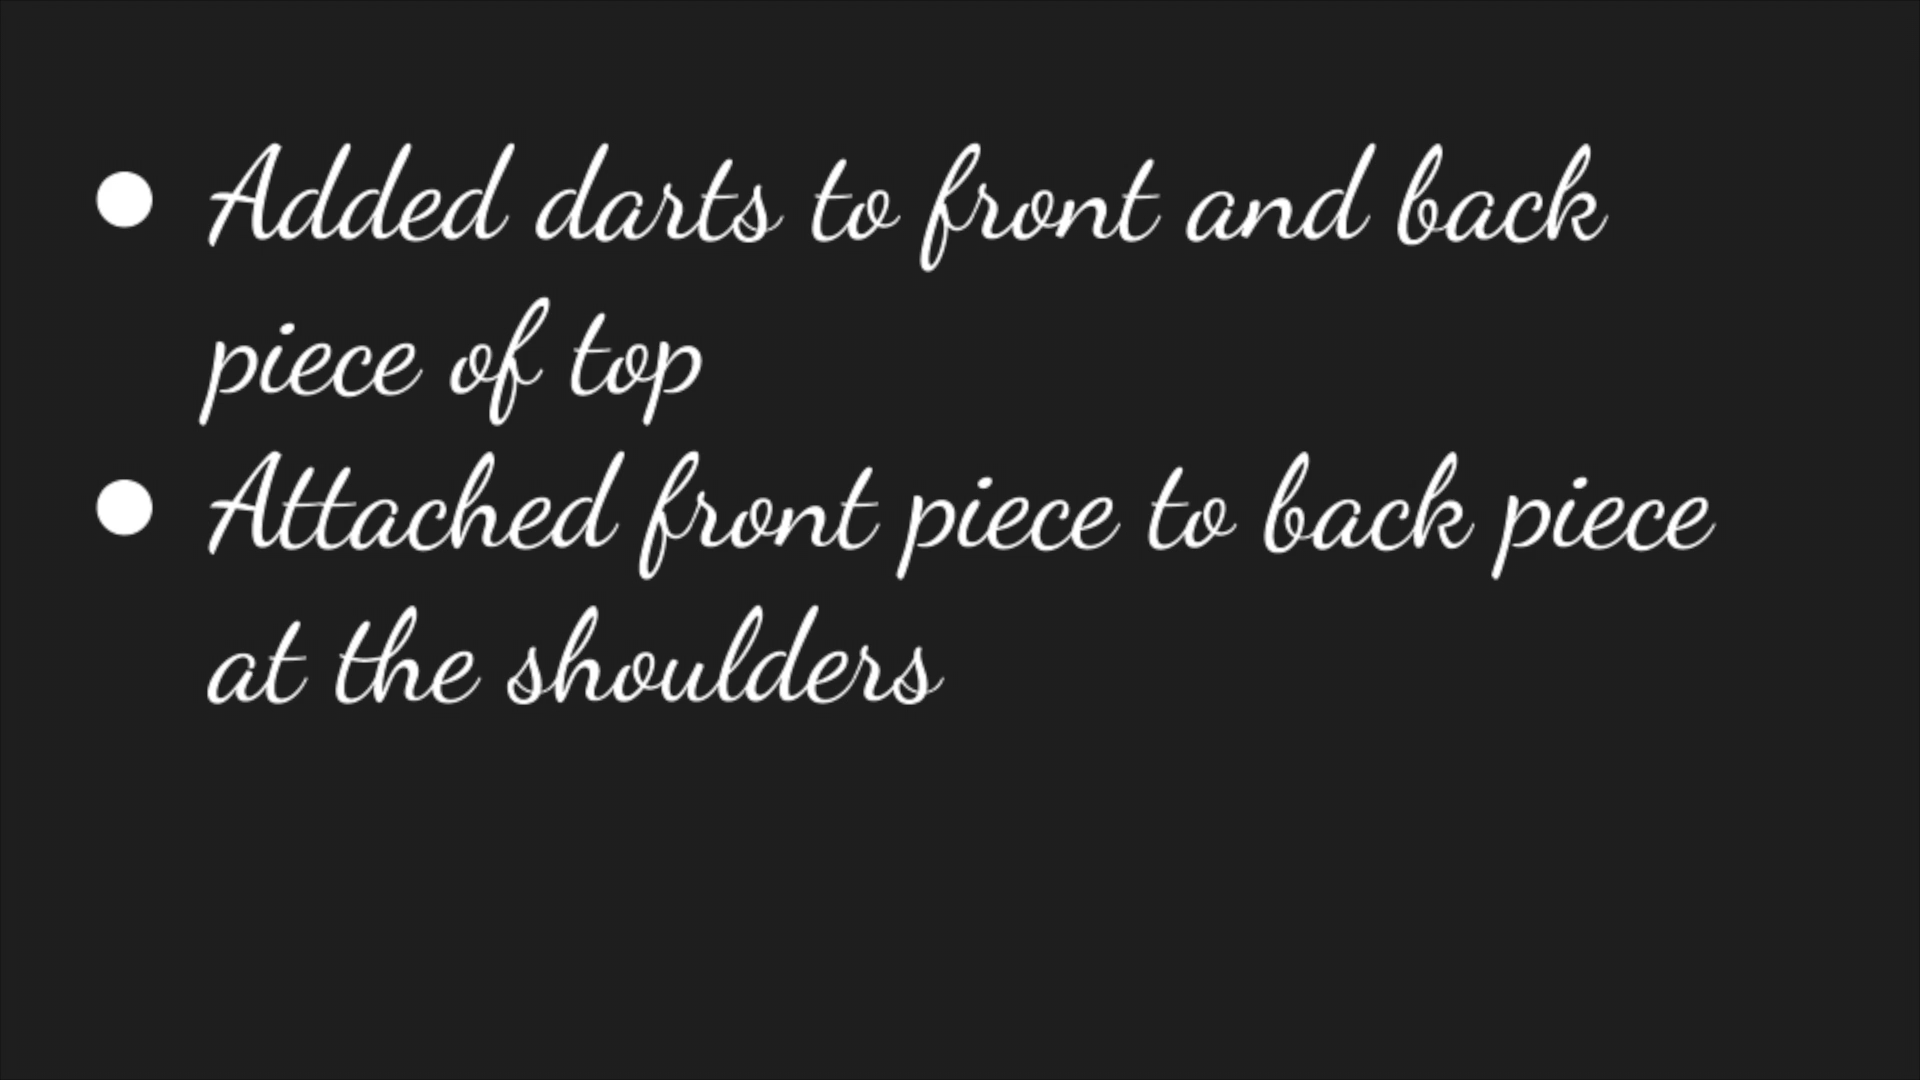 ● Added darts to front and back
piece of top
● Attached front piece to back piece
at the shoulders